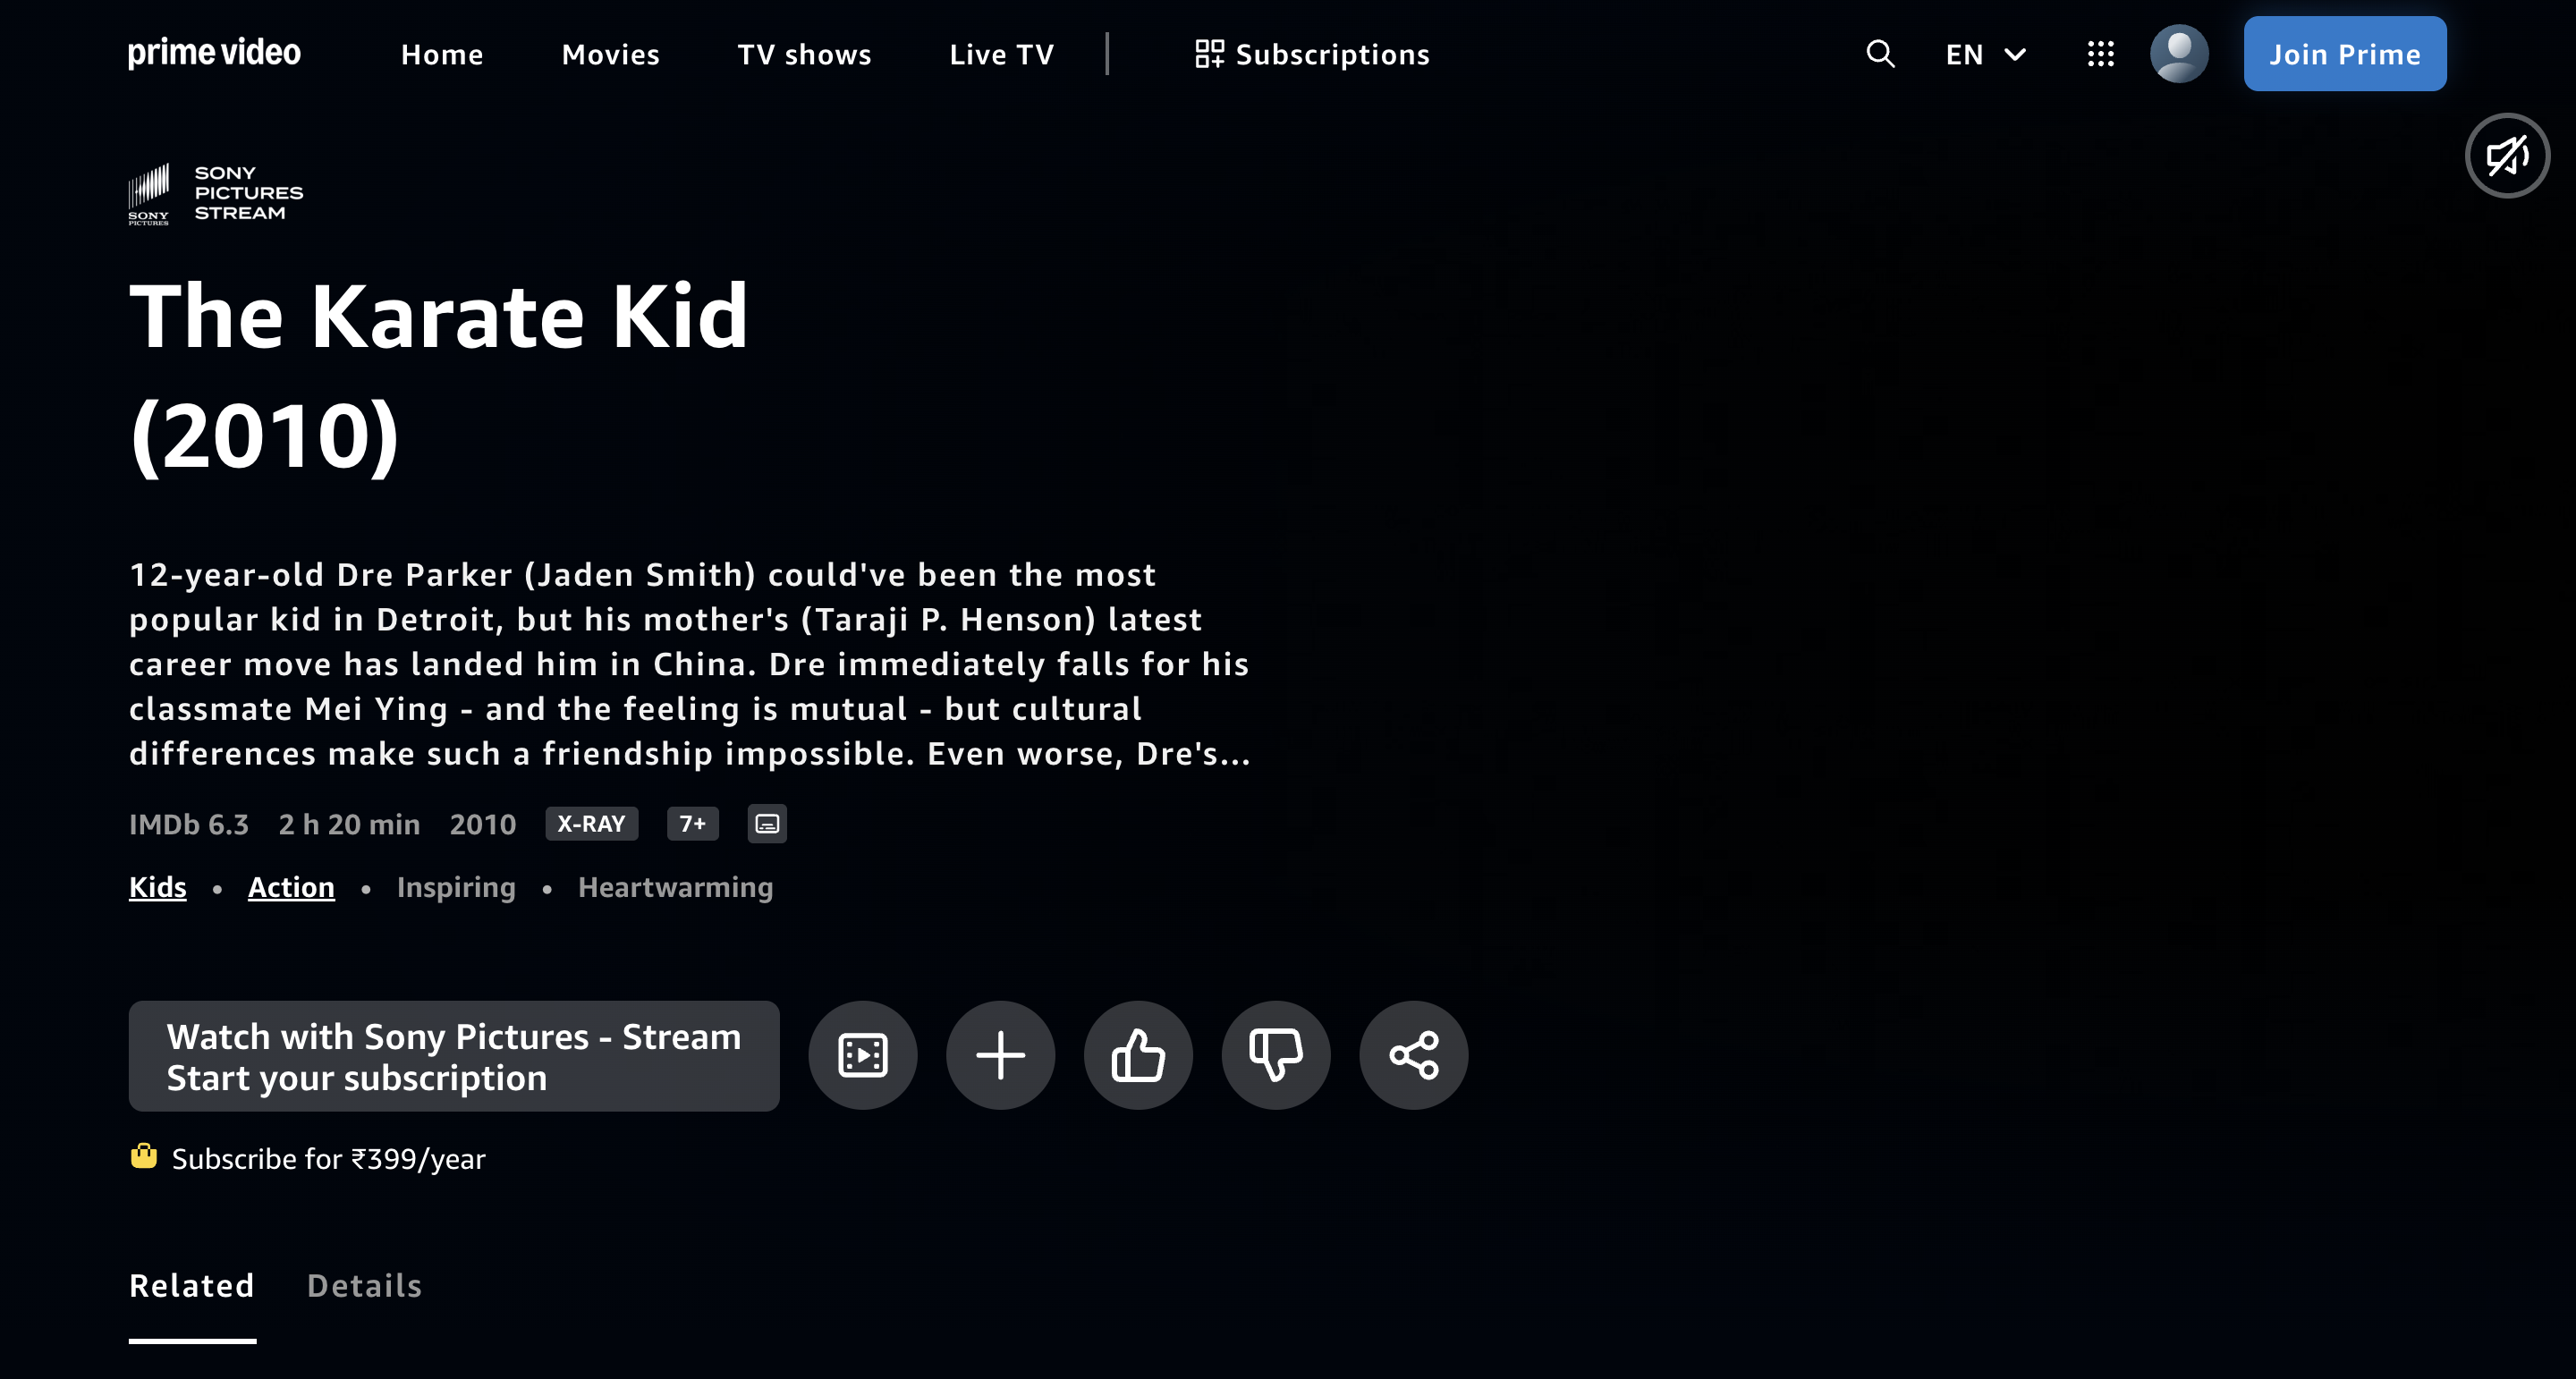 prime video
Home
Movies
TV shows
Live TV
Subscriptions
EN
Join Prime
SONY
PICTURES
SONY
PICTURES
STREAM
The Karate Kid
(2010)
12-year-old Dre Parker (Jaden Smith) could've been the most
popular kid in Detroit, but his mother's (Taraji P. Henson) latest
career move has landed him in China. Dre immediately falls for his
classmate Mei Ying - and the feeling is mutual - but cultural
differences make such a friendship impossible. Even worse, Dre's...
IMDb 6.3 2 h 20 min 2010 X-RAY 7+
Kids • Action • Inspiring • Heartwarming
Watch with Sony Pictures - Stream
Start your subscription
Subscribe for ₹399/year
Related
Details